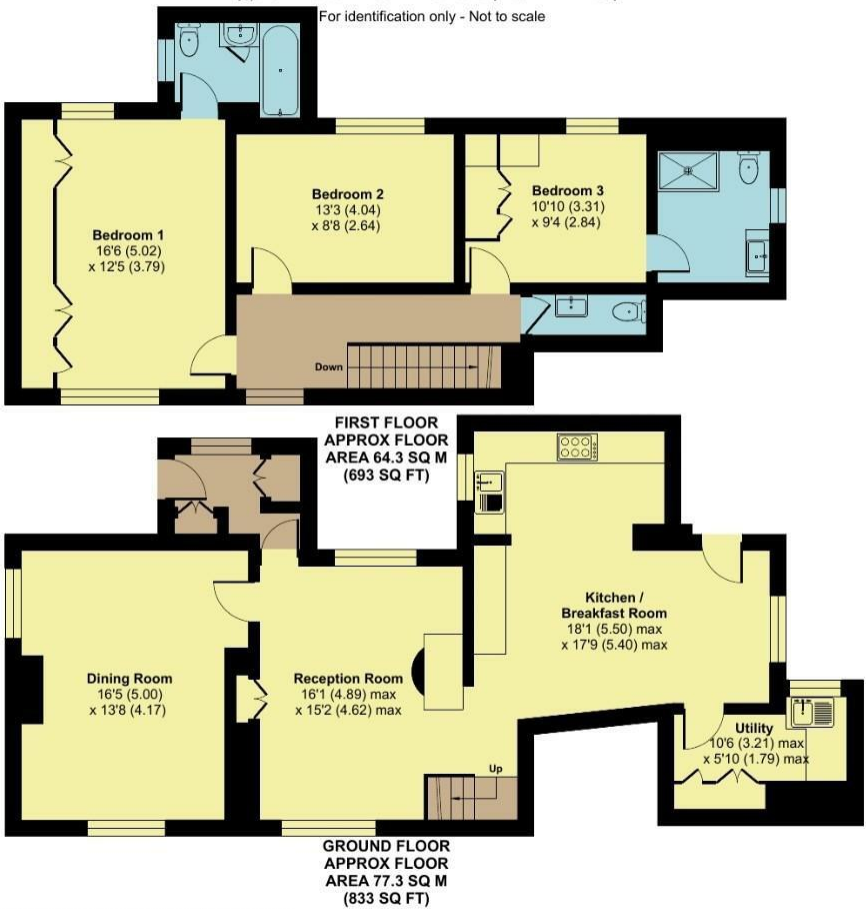 For identification only - Not to scale
Bedroom 1
16'6 (5.02)
x 12'5 (3.79)
Bedroom 2
13'3 (4.04)
x 8'8 (2.64)
Bedroom 3
10'10 (3.31)
x 9'4 (2.84)
Down
FIRST FLOOR
APPROX FLOOR
AREA 64.3 SQ M
(693 SQ FT)
Kitchen /
Breakfast Room
18'1 (5.50) max
x 17'9 (5.40) max
Dining Room
16'5 (5.00)
x 13'8 (4.17)
Reception Room
16'1 (4.89) max
x 15'2 (4.62) max
Utility
10'6 (3.21) max
x 5'10 (1.79) max
Up
GROUND FLOOR
APPROX FLOOR
AREA 77.3 SQ M
(833 SQ FT)